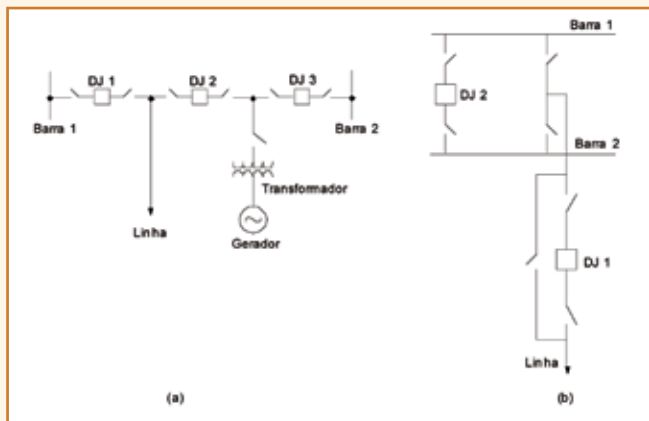 DJ 1
DJ 2
DJ 3
Barra 1
Barra 2
Linha
Transformador
Gerador
(a)
Barra 1
DJ 2
Barra 2
DJ 1
Linha
(b)